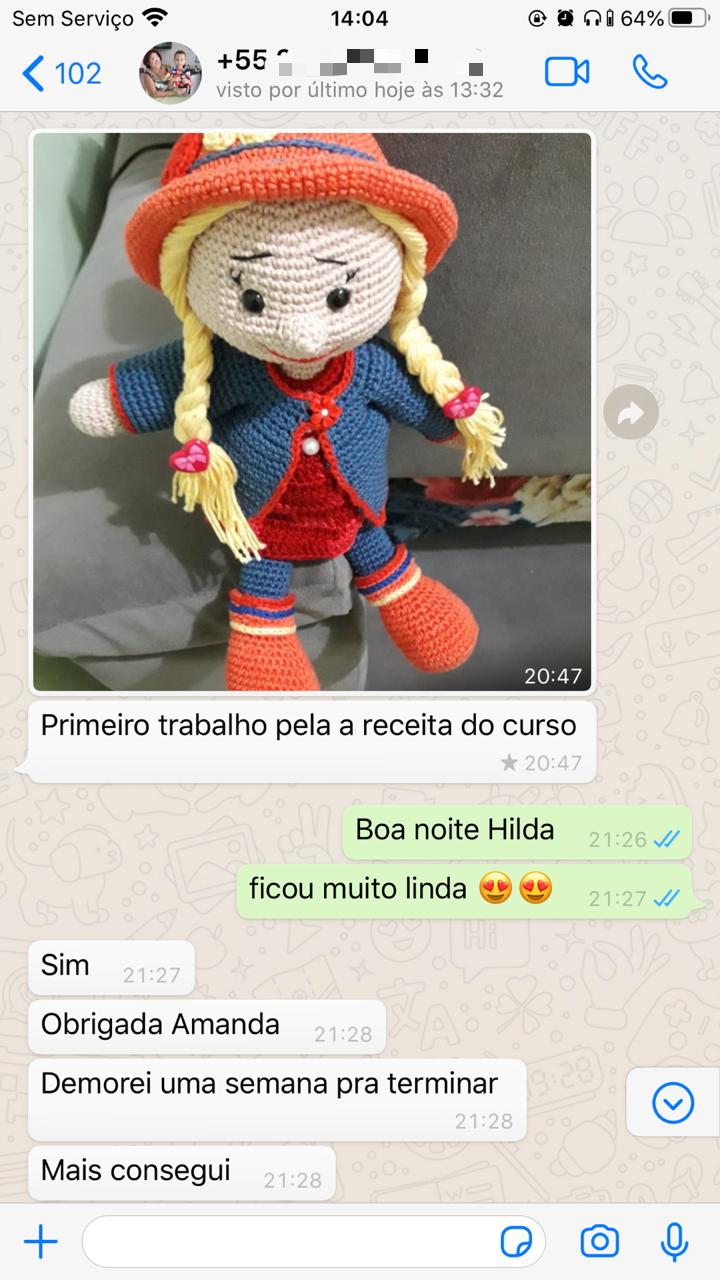 Sem Serviço 14:04 64%
102 +55
visto por último hoje às 13:32
20:47
Primeiro trabalho pela a receita do curso
20:47
Boa noite Hilda 21:26
ficou muito linda 😍😍 21:27
Sim 21:27
Obrigada Amanda 21:28
Demorei uma semana pra terminar
21:28
Mais consegui 21:28